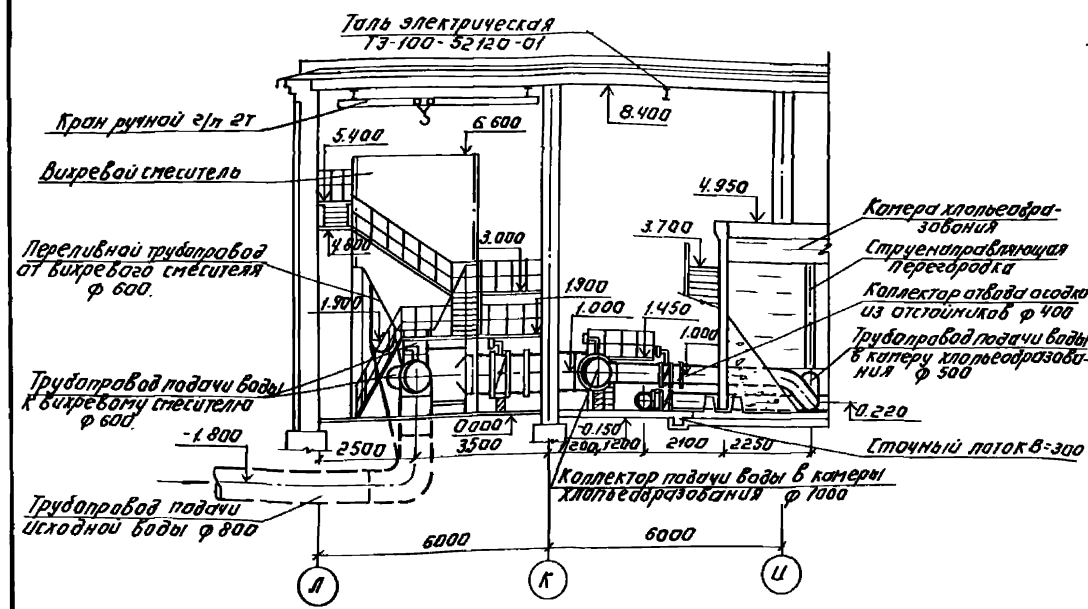 Таль электрическая
ТЭ-100-52120-01
Кран ручной г/п 2т
8.400
5.400
6.600
Вихревой смеситель
4.950
Камера хлопьеобра-
зования
4.800
3.000
3.700
Струенаправляющая
перегородка
Переливной трубопровод
от вихревого смесителя
φ 600.
1.900
1.900
1.000
1.450
1.000
Коллектор отвода осадка
из отстойников φ 400
Трубопровод подачи воды
в камеру хлопьеобразова-
ния φ 500
Трубопровод подачи воды
к вихревому смесителю
φ 600.
0.220
-1.800
2500
0.000
3500
-0.150
1200
1200
2100
2250
Сточный лоток В=300
Коллектор подачи воды в камеры
хлопьеобразования φ 1000
Трубопровод подачи
исходной воды φ 800
6000
6000
Л
К
И